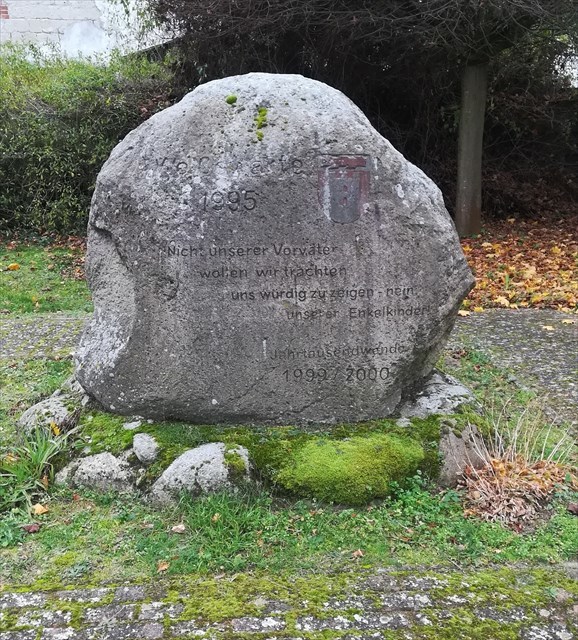 1995
Nicht unserer Vorväter
wollen wir trachten
uns würdig zu zeigen - nein
unserer Enkelkinder!
Jahrtausendwende
1999/2000